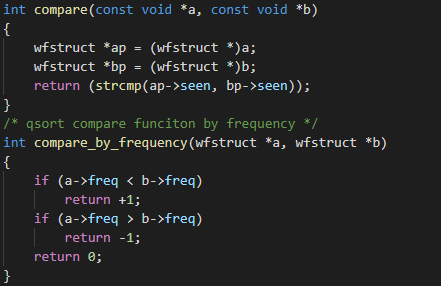 int compare(const void *a, const void *b)
{
    wfstruct *ap = (wfstruct *)a;
    wfstruct *bp = (wfstruct *)b;
    return (strcmp(ap->seen, bp->seen));
}
/* qsort compare funciton by frequency */
int compare_by_frequency(wfstruct *a, wfstruct *b)
{
    if (a->freq < b->freq)
        return +1;
    if (a->freq > b->freq)
        return -1;
    return 0;
}